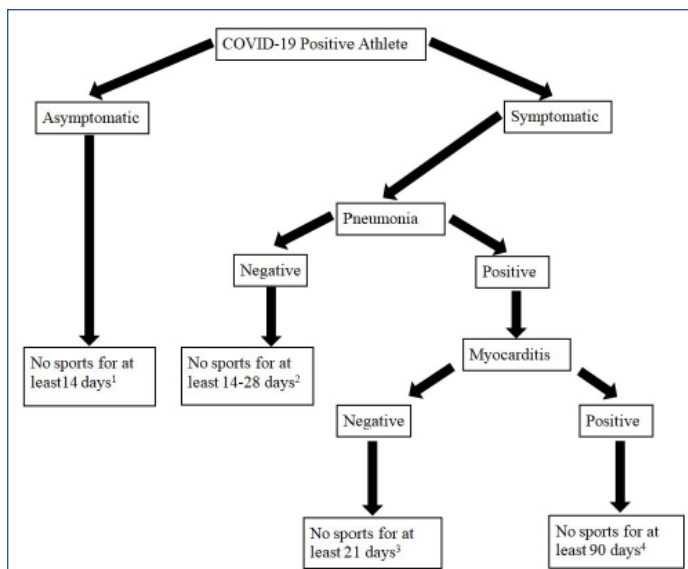 COVID-19 Positive Athlete
Asymptomatic
Symptomatic
Pneumonia
Negative
Positive
No sports for at
least14 days¹
No sports for at
least 14-28 days²
Myocarditis
Negative
Positive
No sports for at
least 21 days³
No sports for at
least 90 days⁴